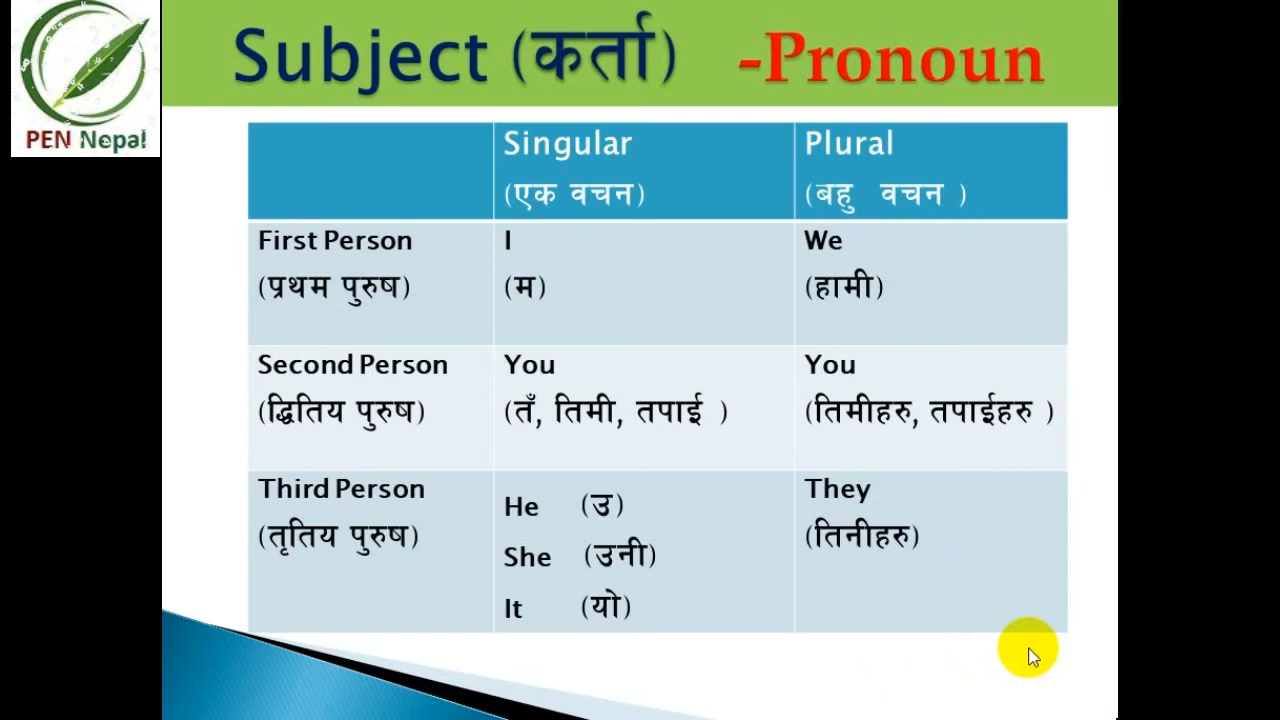 PEN Nepal
Subject (कर्ता) -Pronoun
Singular
(एक वचन)
Plural
(बहु वचन )
First Person
(प्रथम पुरुष)
I
(म)
We
(हामी)
Second Person
(द्धितिय पुरुष)
You
(तँ, तिमी, तपाई )
You
(तिमीहरु, तपाईहरु )
Third Person
(तृतिय पुरुष)
He (उ)
She (उनी)
It (यो)
They
(तिनीहरु)